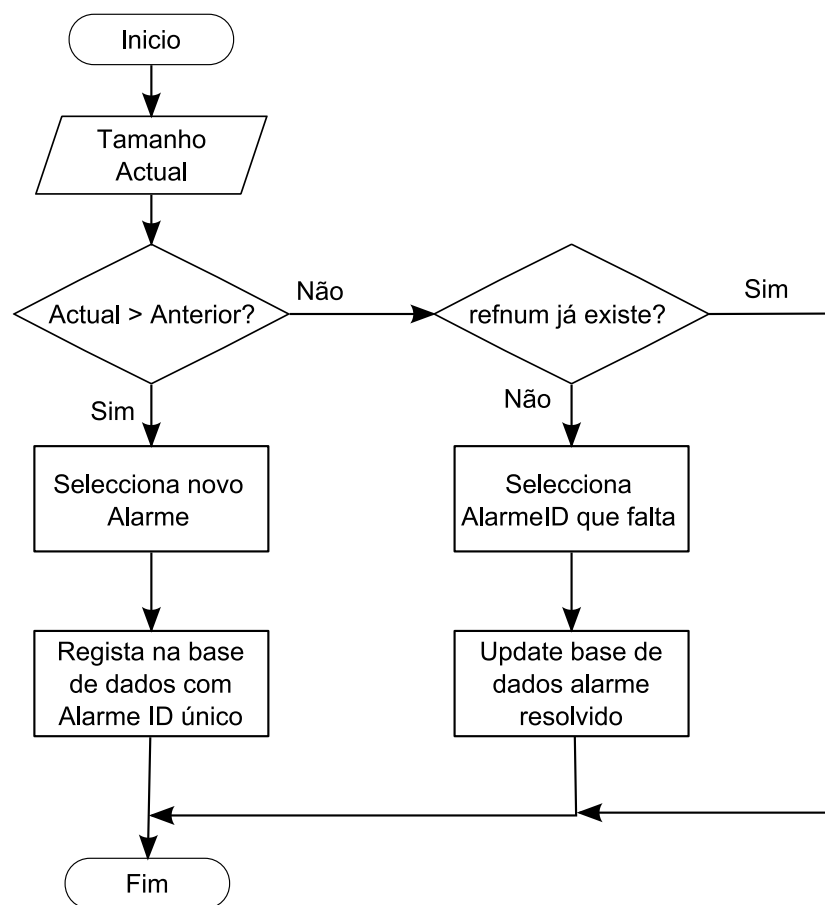 Inicio
Tamanho
Actual
Actual > Anterior?
Não
refnum já existe?
Sim
Sim
Não
Selecciona novo
Alarme
Selecciona
AlarmeID que falta
Regista na base
de dados com
Alarme ID único
Update base de
dados alarme
resolvido
Fim